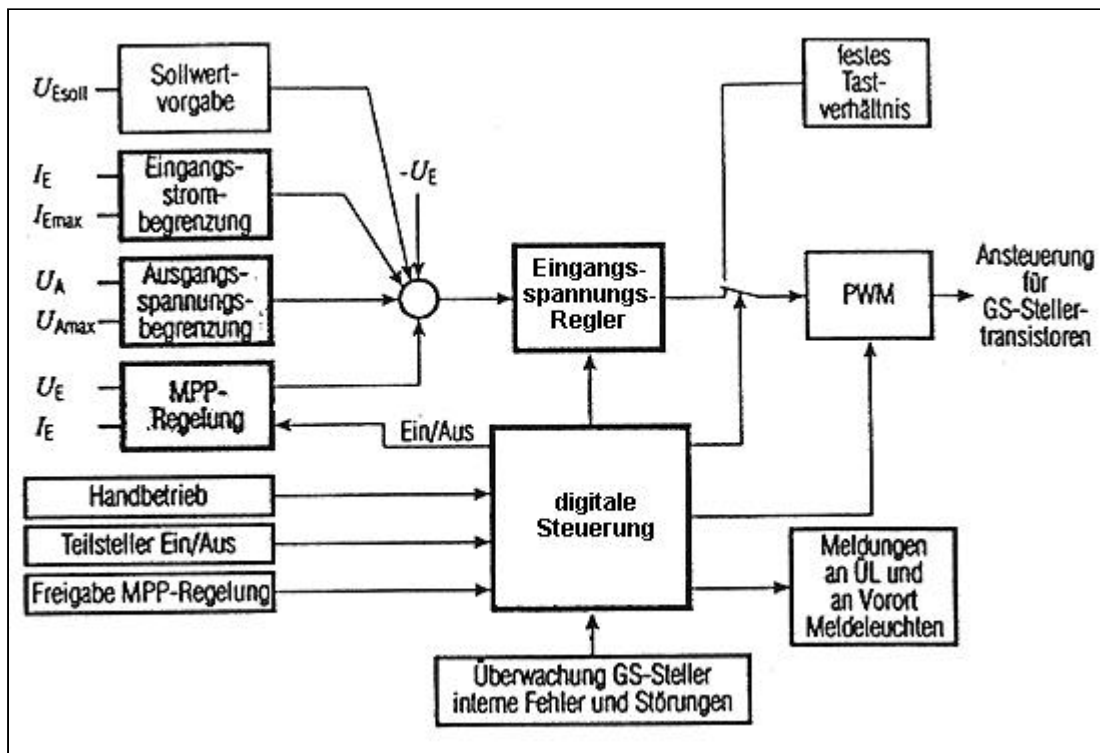 U_Esoll
Sollwert-
vorgabe
festes
Tast-
verhältnis
I_E
I_Emax
Eingangs-
strom-
begrenzung
-U_E
U_A
U_Amax
Ausgangs-
spannungs-
begrenzung
Eingangs-
spannungs-
Regler
PWM
Ansteuerung
für
GS-Steller-
transistoren
U_E
I_E
MPP-
Regelung
Ein/Aus
digitale
Steuerung
Handbetrieb
Teilsteller Ein/Aus
Freigabe MPP-Regelung
Meldungen
an ÜL und
an Vorort
Meldeleuchten
Überwachung GS-Steller
interne Fehler und Störungen